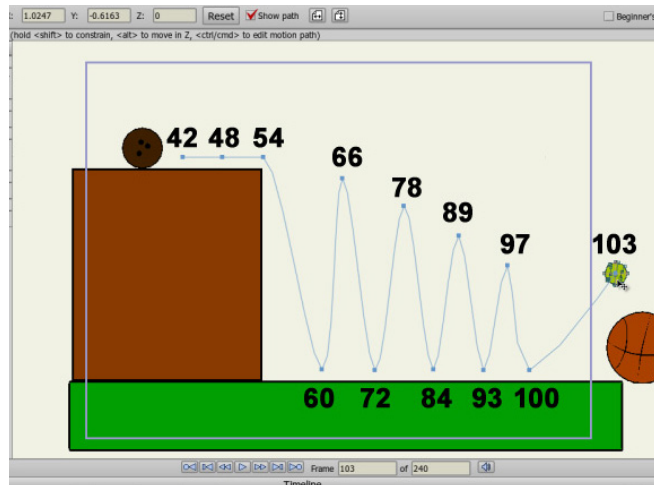 1.0247 Y: -0.6163 Z: 0 Reset Show path Beginner's
(hold <shift> to constrain, <alt> to move in Z, <ctrl/cmd> to edit motion path)
42 48 54
66
78
89
97
103
60 72 84 93 100
Frame 103 of 240
Timeline